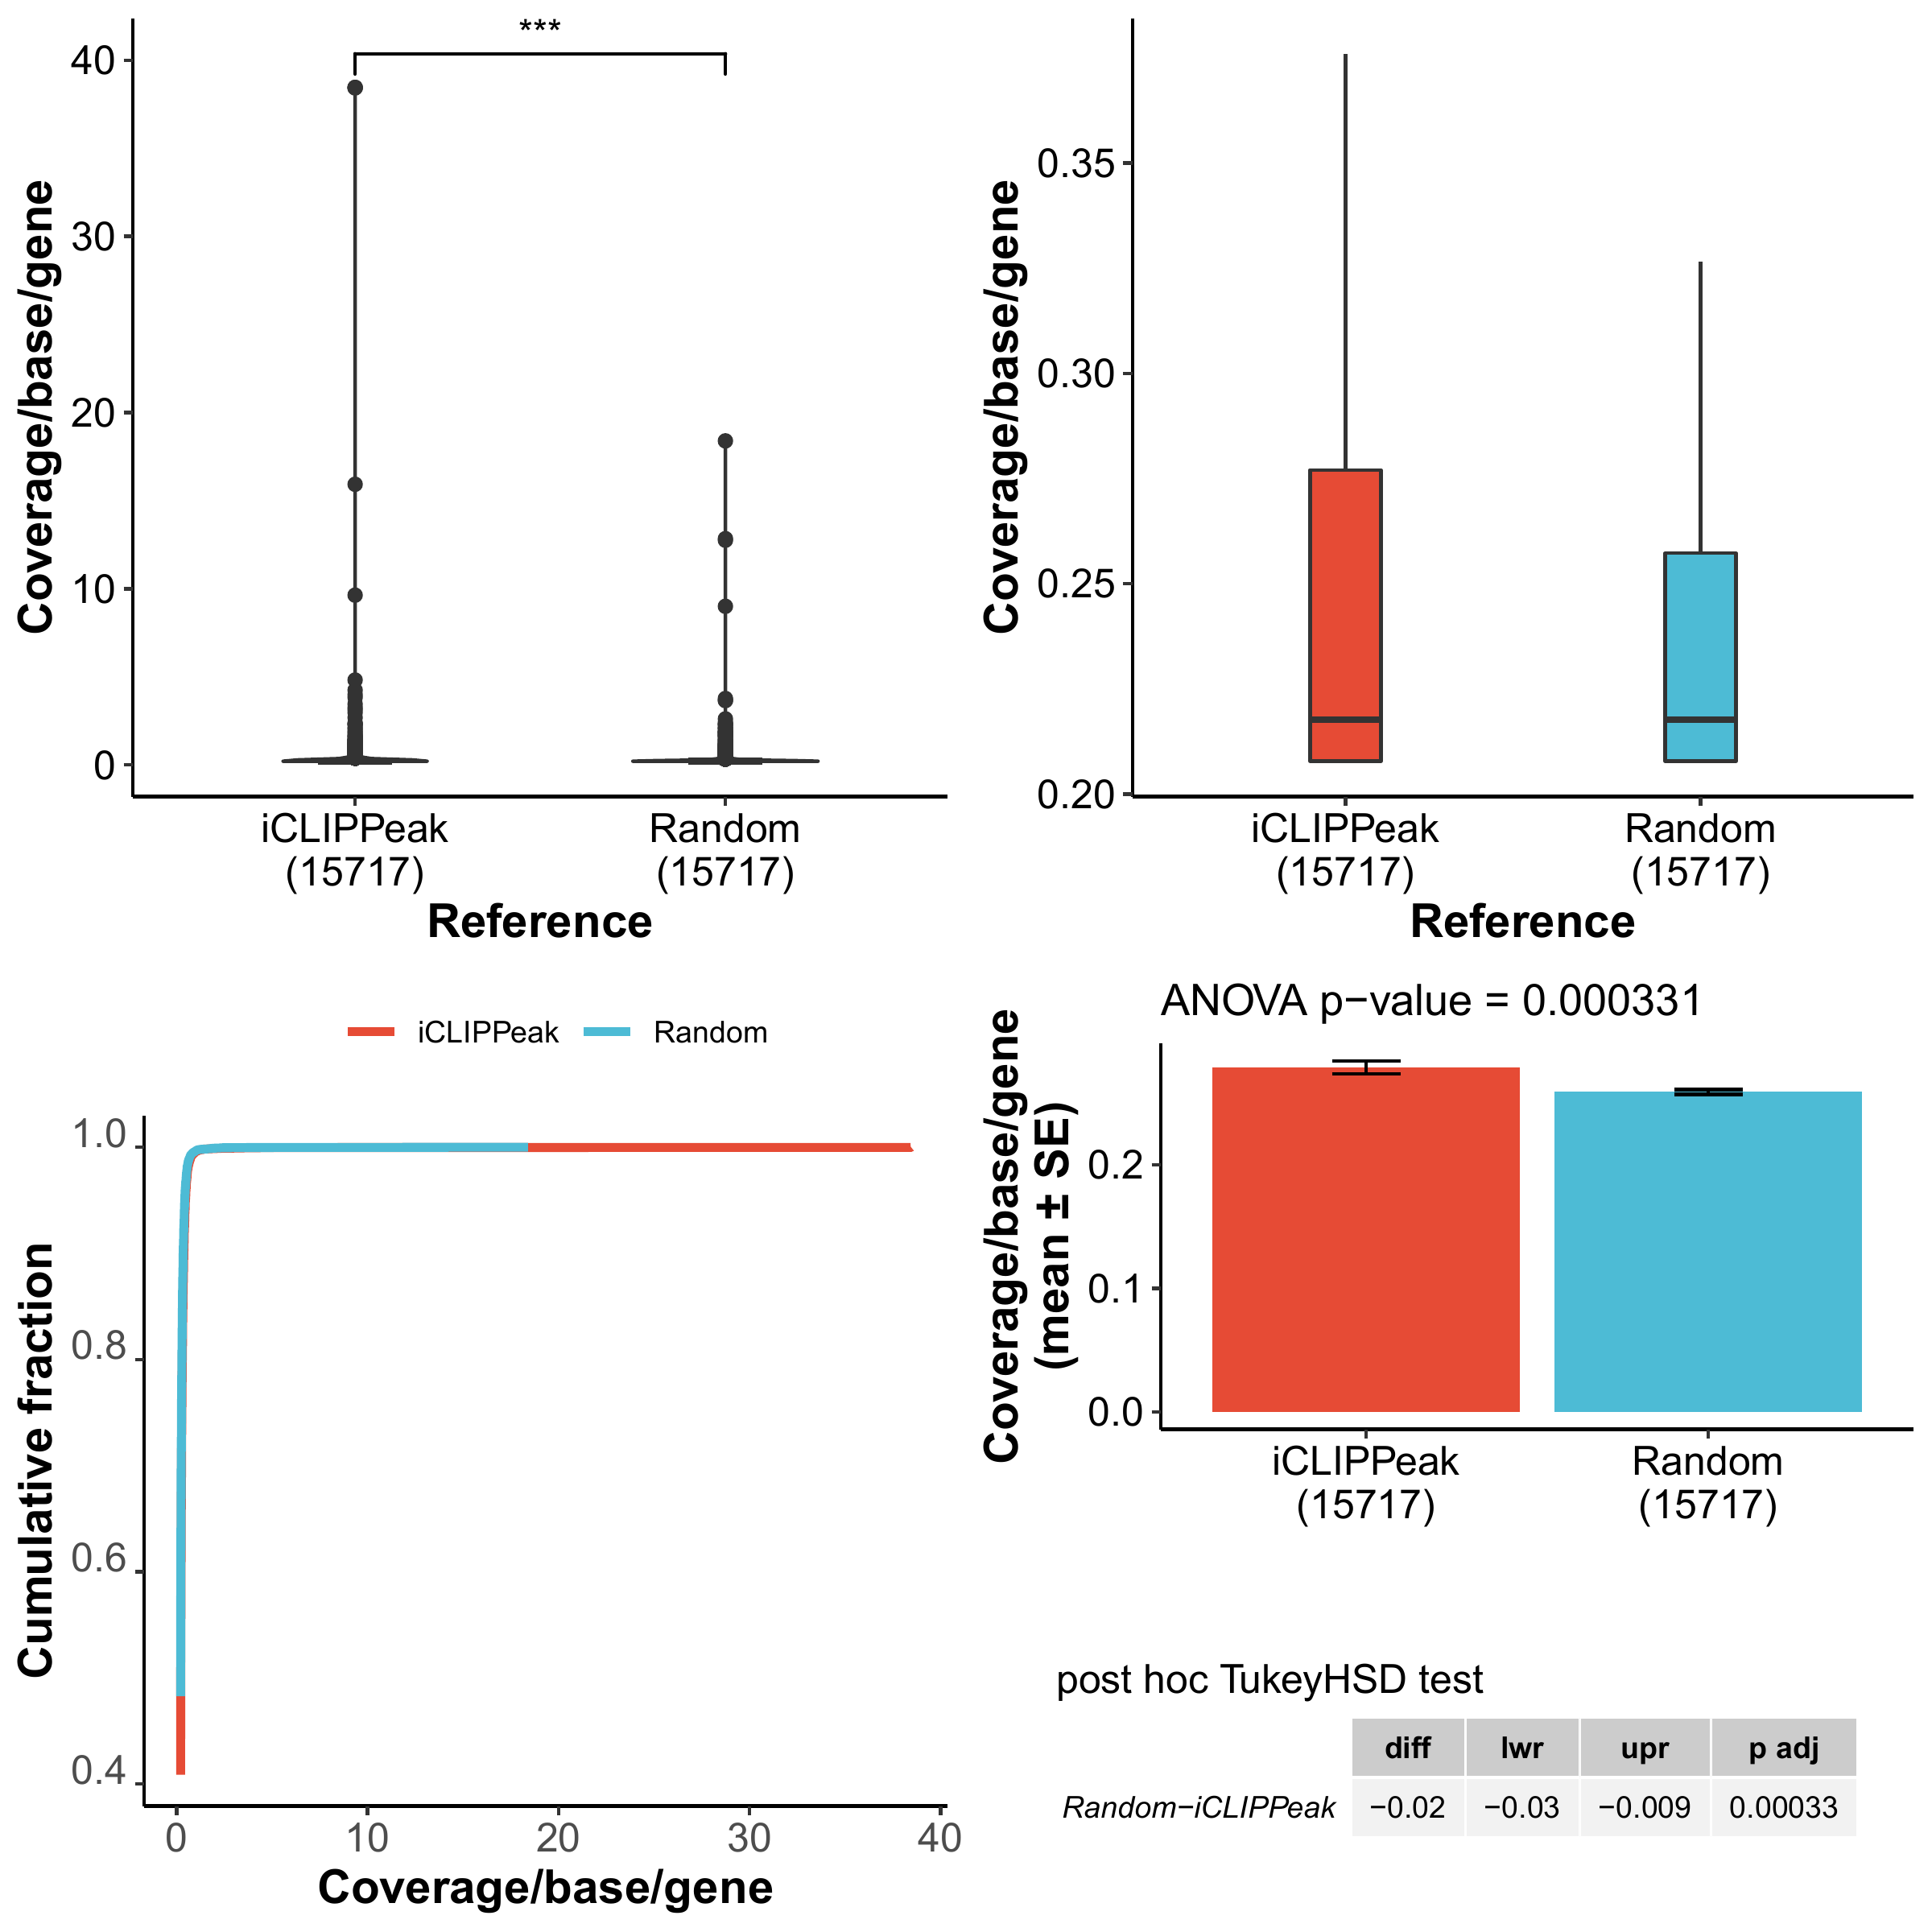 ***
40
30
20
10
0
Coverage/base/gene
iCLIPPeak
(15717)
Random
(15717)
Reference
0.35
0.30
0.25
0.20
Coverage/base/gene
iCLIPPeak
(15717)
Random
(15717)
Reference
iCLIPPeak Random
1.0
0.8
0.6
0.4
Cumulative fraction
0 10 20 30 40
Coverage/base/gene
ANOVA p−value = 0.000331
Coverage/base/gene
(mean ± SE)
0.2
0.1
0.0
iCLIPPeak
(15717)
Random
(15717)
post hoc TukeyHSD test
diff lwr upr p adj
Random−iCLIPPeak −0.02 −0.03 −0.009 0.00033